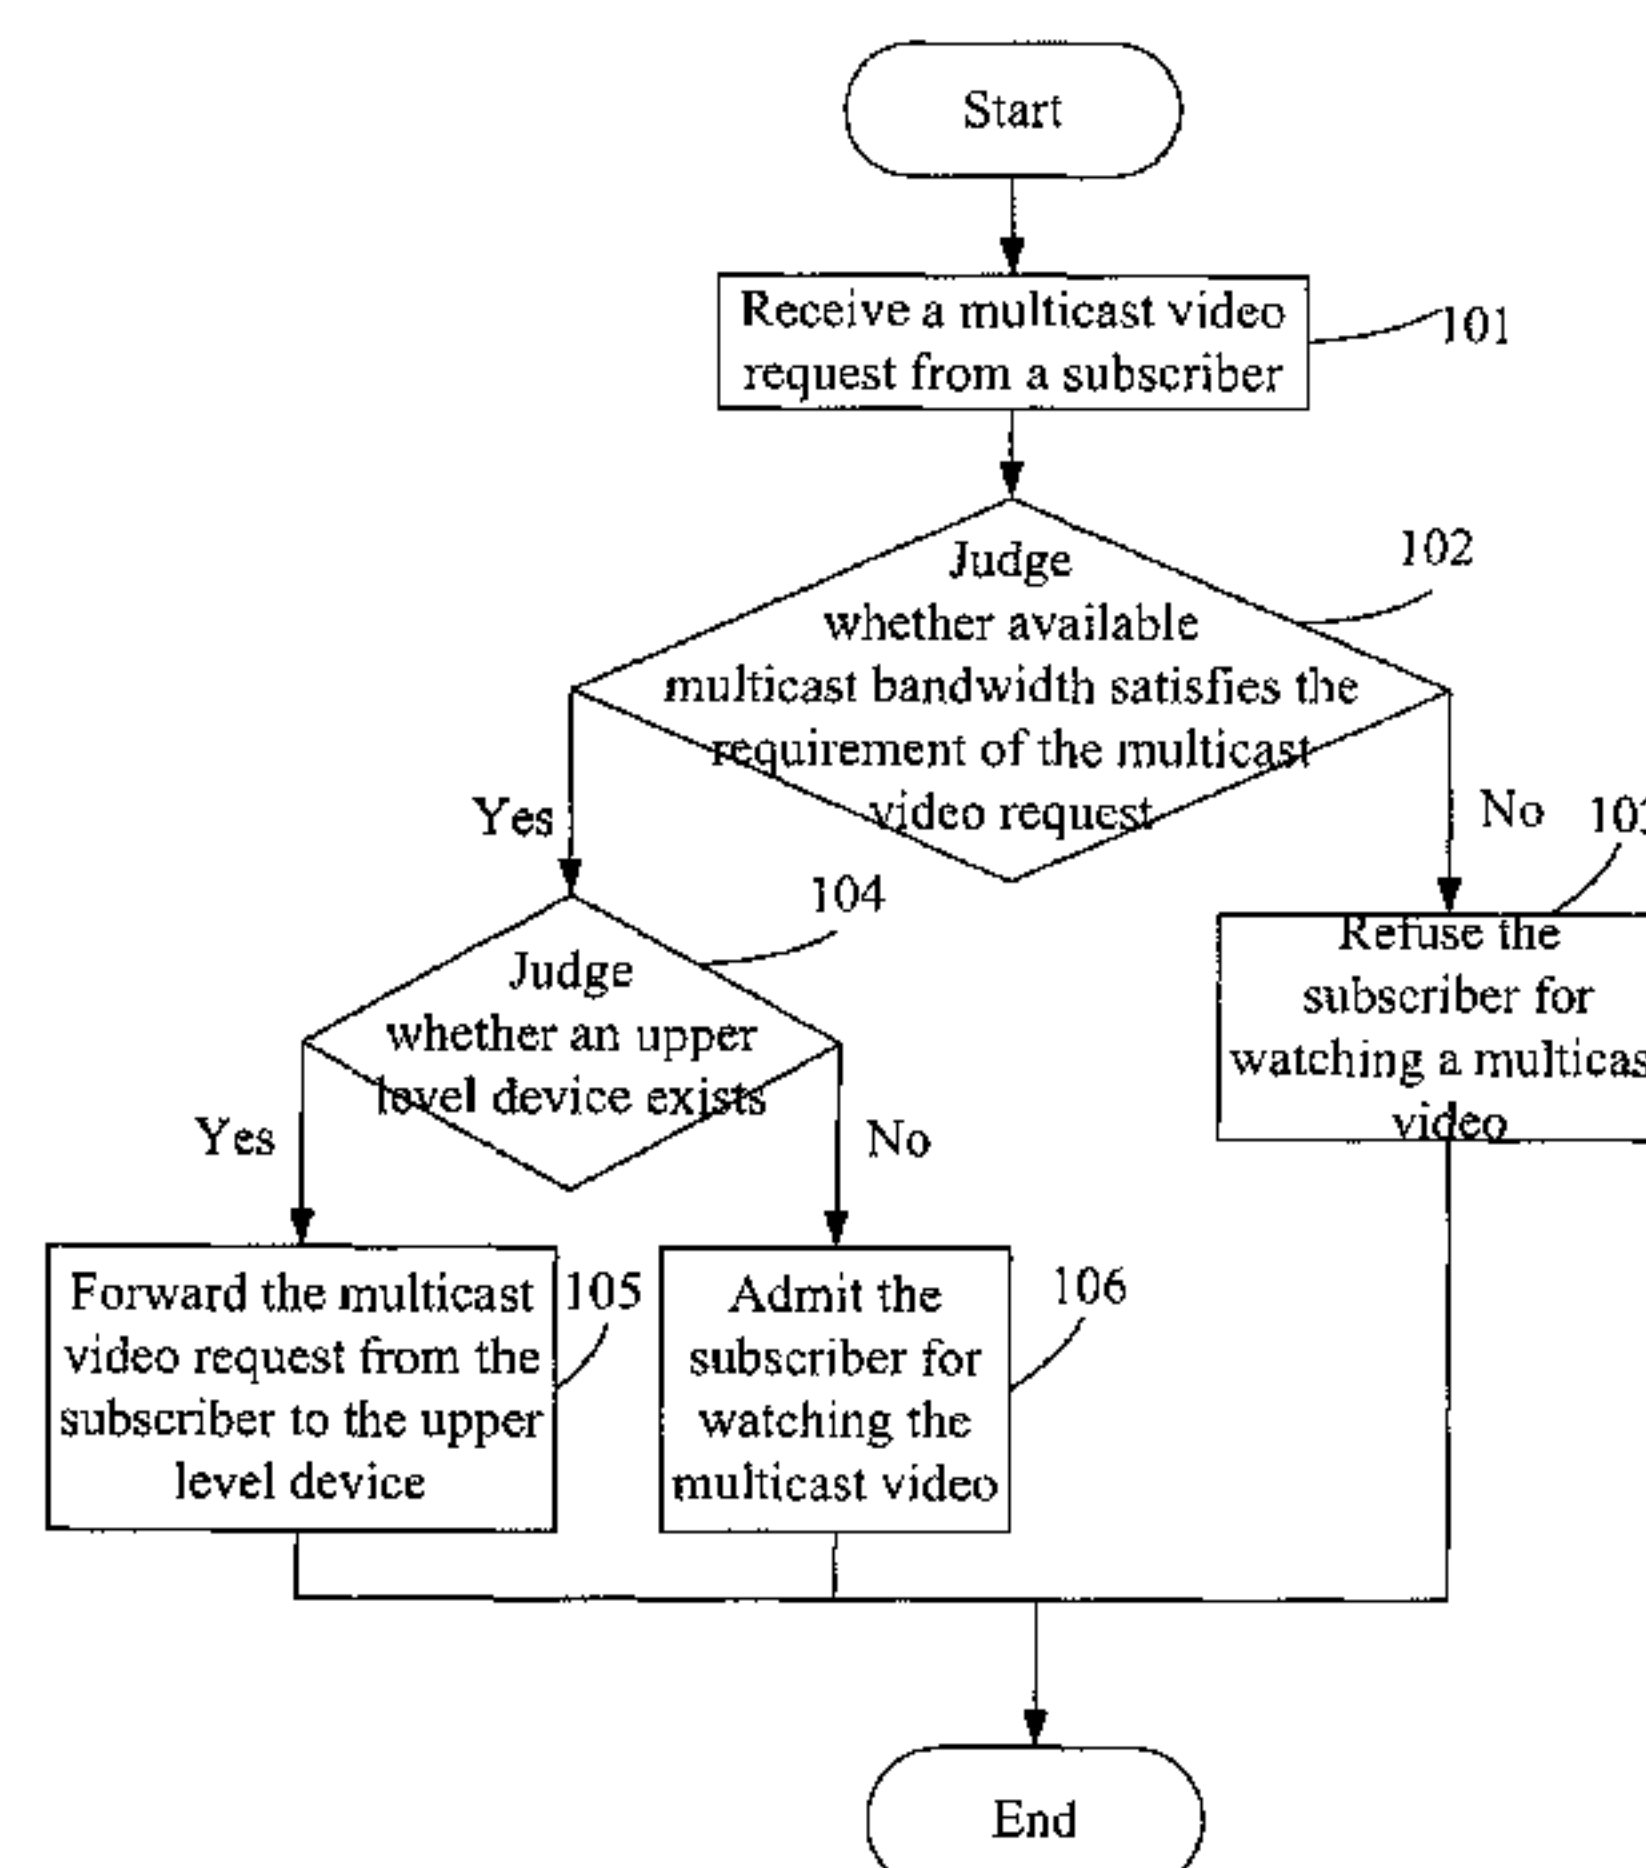 Start
Receive a multicast video
request from a subscriber
101
Judge
whether available
multicast bandwidth satisfies the
requirement of the multicast
video request
102
Yes
No
Judge
whether an upper
level device exists
104
Refuse the
subscriber for
watching a
video
Yes
No
Forward the multicast
video request from the
subscriber to the upper
level device
105
Admit the
subscriber for
watching the
multicast video
106
End